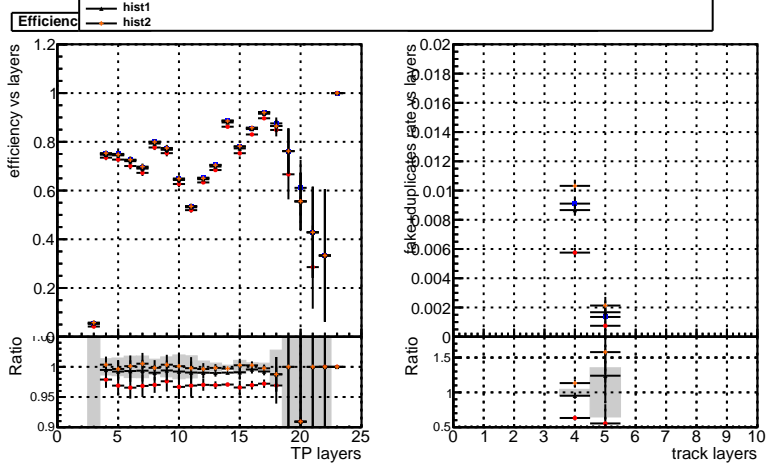 hist1
Efficienc
hist2
efficiency vs layers
1.2
1
0.8
0.6
0.4
0.2
0
Ratio
1
0.95
0.9
0 5 10 15 20 25
TP layers
fake+duplicates rate vs layers
0.02
0.018
0.016
0.014
0.012
0.01
0.008
0.006
0.004
0.002
0
Ratio
1.5
1
0.5
0 1 2 3 4 5 6 7 8 9 10
track layers